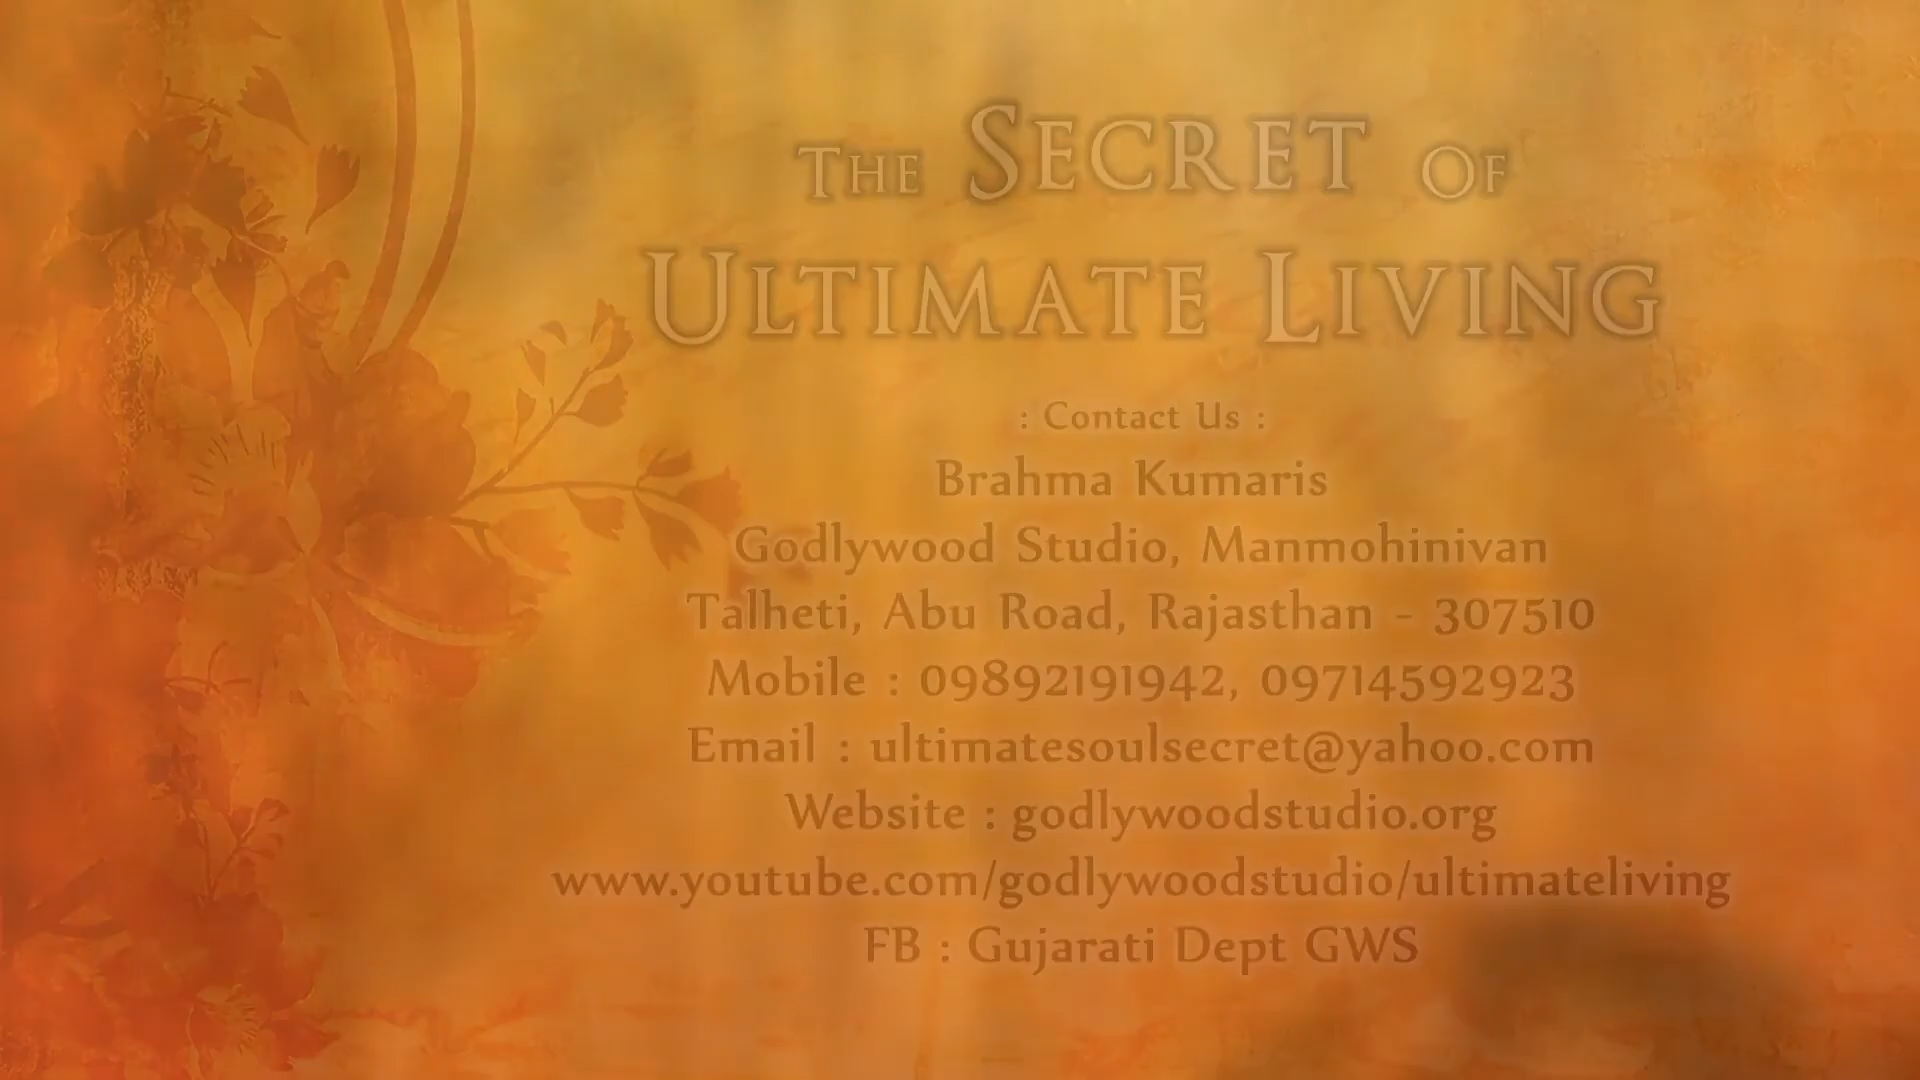 The Secret Of
Ultimate Living
: Contact Us :
Brahma Kumaris
Godlywood Studio, Manmohinivan
Talheti, Abu Road, Rajasthan - 307510
Mobile : 09892191942, 09714592923
Email : ultimatesoulsecret@yahoo.com
Website : godlywoodstudio.org
www.youtube.com/godlywoodstudio/ultimateliving
FB : Gujarati Dept GWS